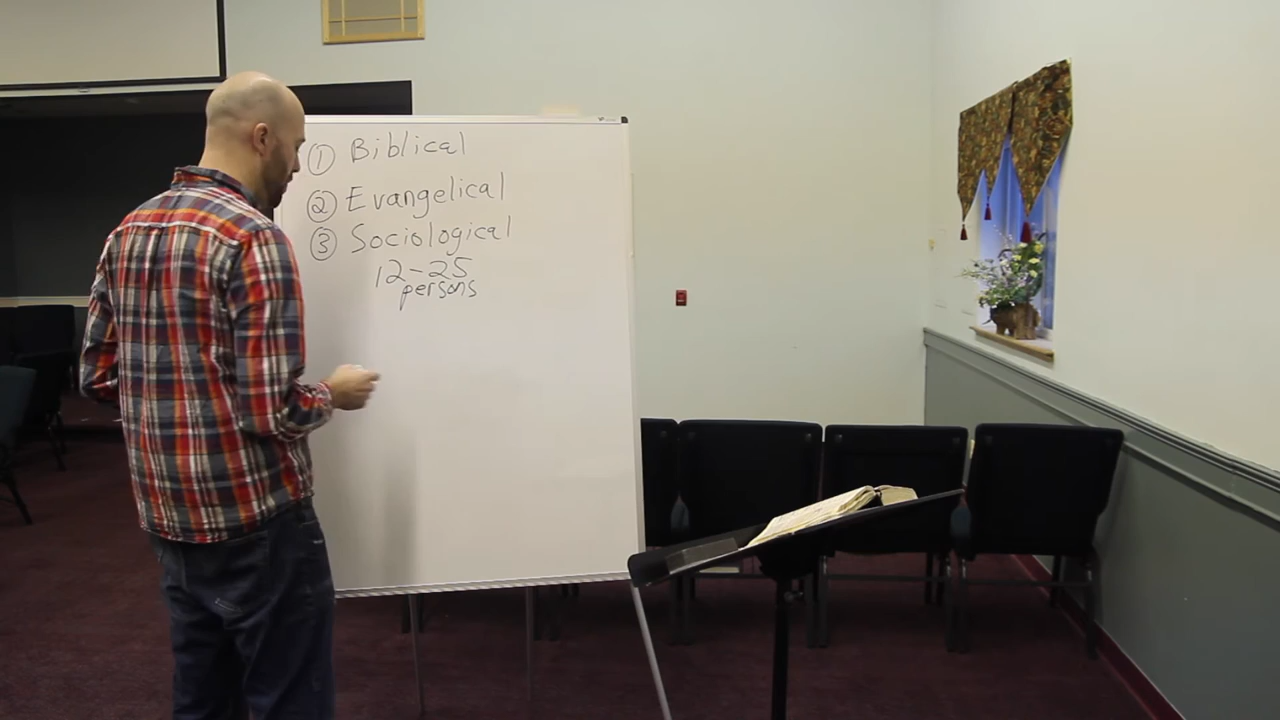 ① Biblical
② Evangelical
③ Sociological
12-25
persons